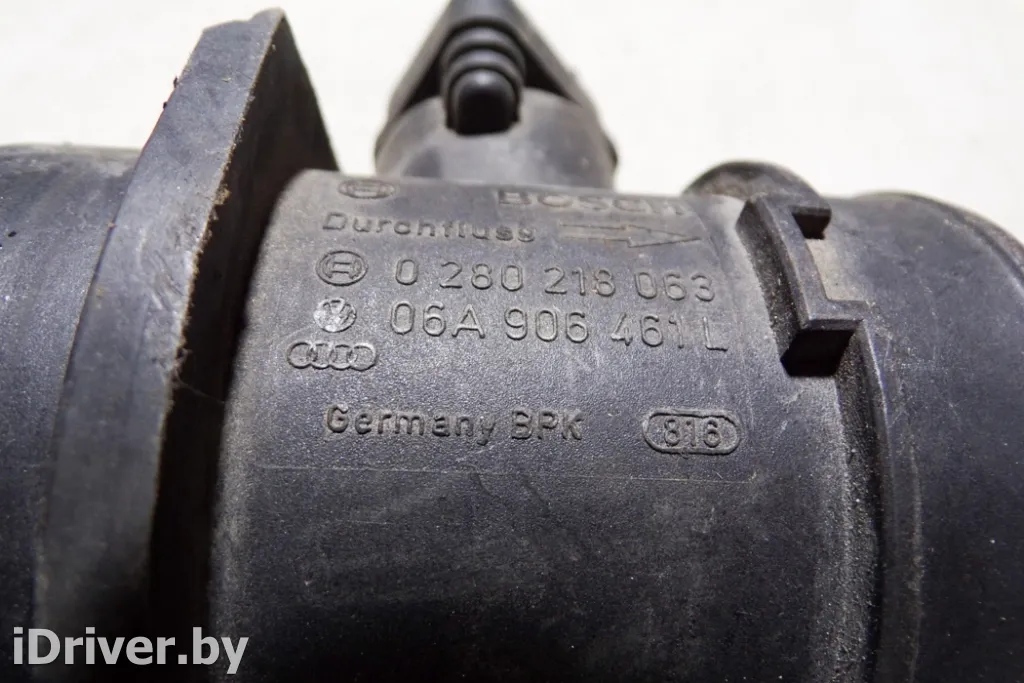 BOSCH
Durchfluss
0 280 218 063
06A 906 461 L
Germany BPK 816
iDriver.by